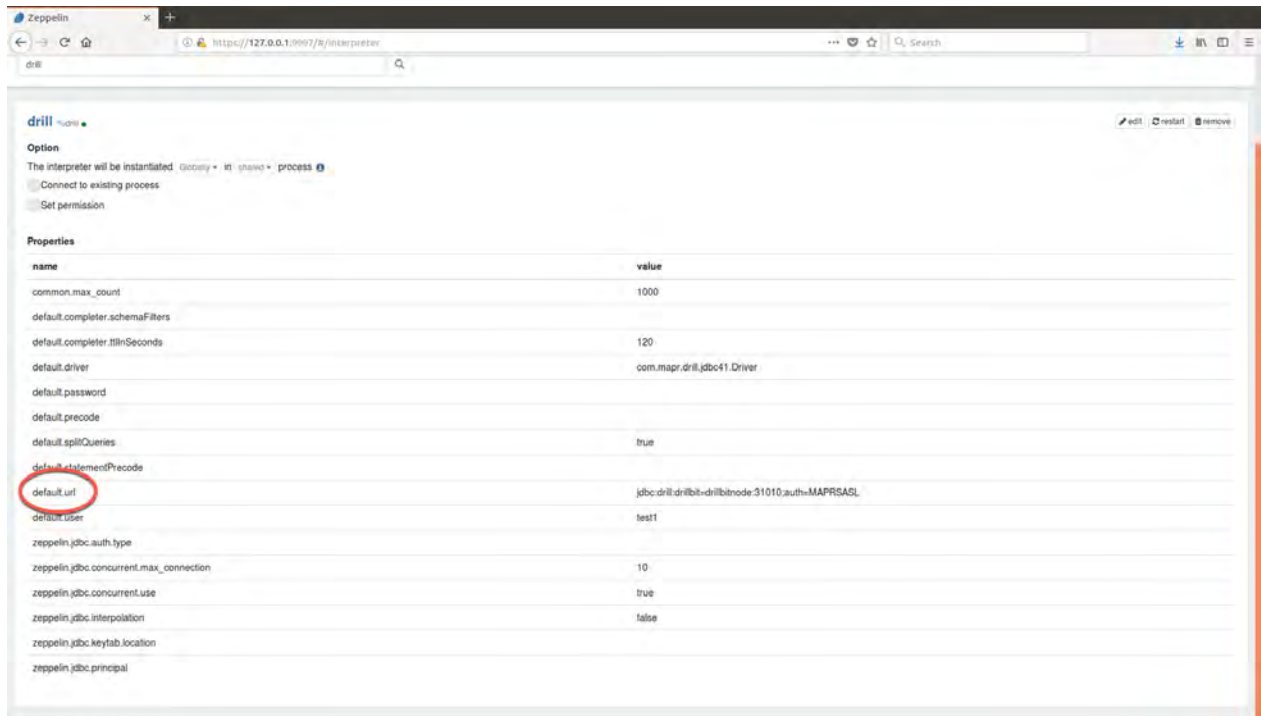 Zeppelin × +
https://127.0.0.1:9997/#/interpreter ... Search
drill
drill %drill edit restart remove
Option
The interpreter will be instantiated Globally in shared process
Connect to existing process
Set permission
Properties
name value
common.max_count 1000
default.completer.schemaFilters
default.completer.ttlInSeconds 120
default.driver com.mapr.drill.jdbc41.Driver
default.password
default.precode
default.splitQueries true
default.statementPrecode
default.url jdbc:drill:drillbit=drillbitnode:31010;auth=MAPRSASL
default.user test1
zeppelin.jdbc.auth.type
zeppelin.jdbc.concurrent.max_connection 10
zeppelin.jdbc.concurrent.use true
zeppelin.jdbc.interpolation false
zeppelin.jdbc.keytab.location
zeppelin.jdbc.principal